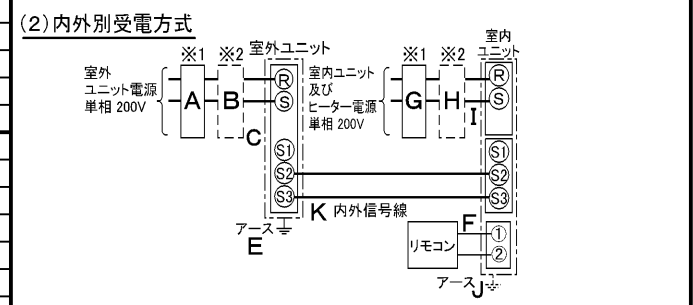 (2)内外別受電方式
※1 ※2 室外ユニット
室外
ユニット電源
単相 200V
A
B
C
R
S
S1
S2
S3
アース
E
※1 ※2
室内
ユニット
室内ユニット
及び
ヒーター電源
単相 200V
G
H
I
R
S
S1
S2
S3
K 内外信号線
リモコン
F
①
②
アース
J